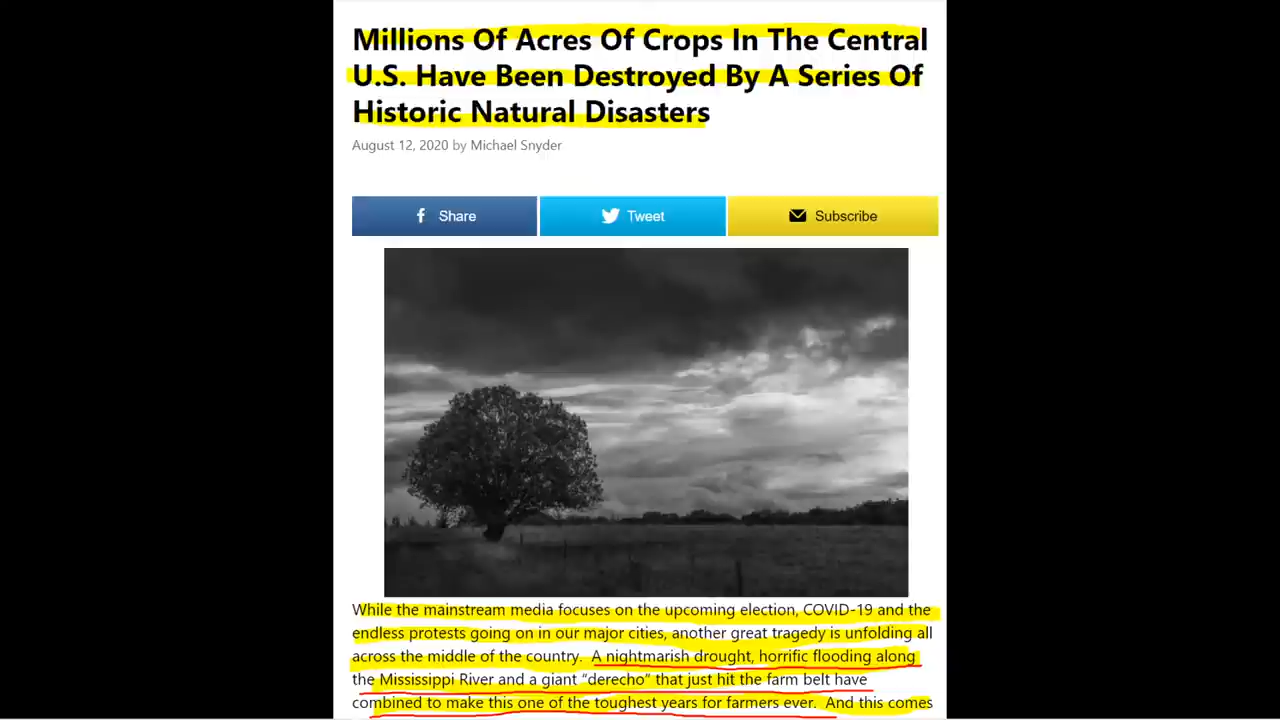 Millions Of Acres Of Crops In The Central
U.S. Have Been Destroyed By A Series Of
Historic Natural Disasters
August 12, 2020 by Michael Snyder
Share
Tweet
Subscribe
While the mainstream media focuses on the upcoming election, COVID-19 and the
endless protests going on in our major cities, another great tragedy is unfolding all
across the middle of the country.  A nightmarish drought, horrific flooding along
the Mississippi River and a giant “derecho” that just hit the farm belt have
combined to make this one of the toughest years for farmers ever.  And this comes